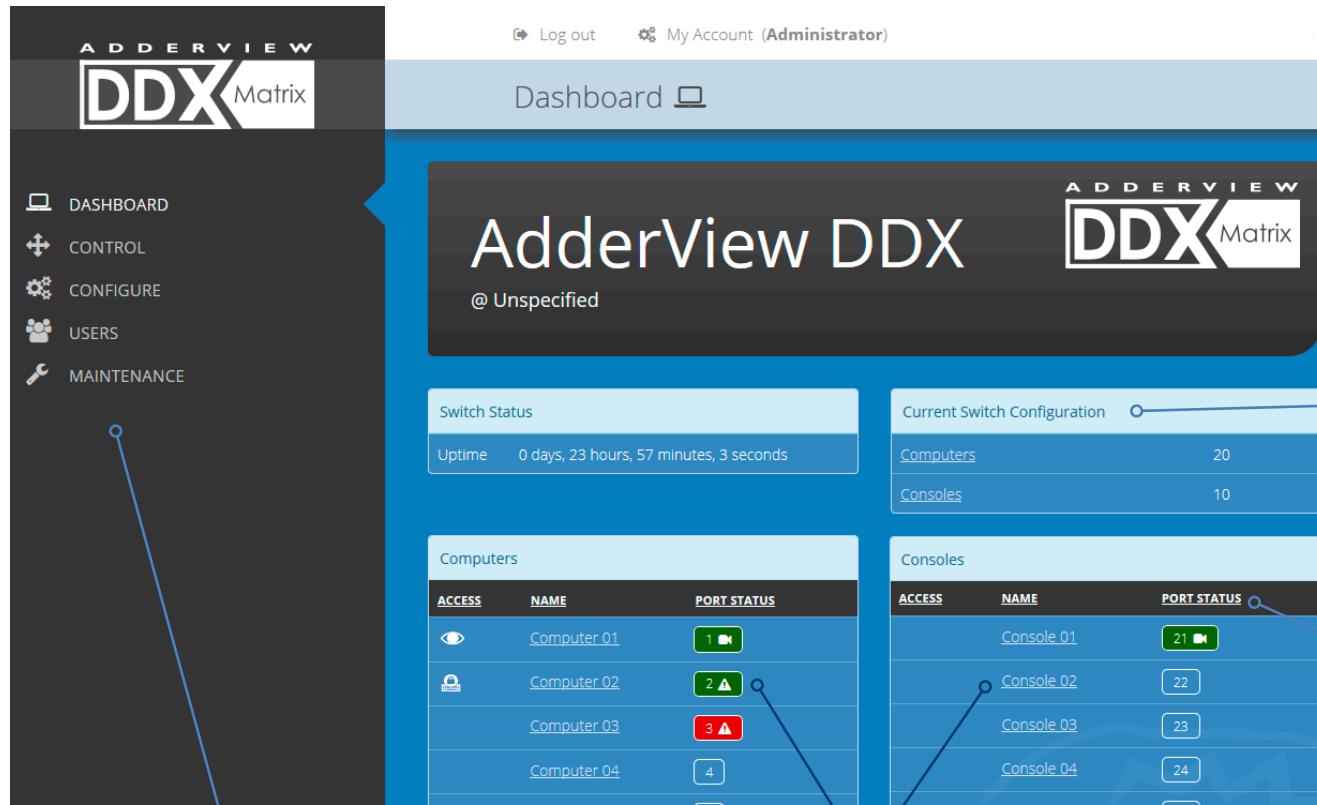 ADDERVIEW
DDX Matrix
Log out My Account (Administrator)
Dashboard
DASHBOARD
CONTROL
CONFIGURE
USERS
MAINTENANCE
AdderView DDX
@ Unspecified
ADDERVIEW
DDX Matrix
Switch Status
Uptime 0 days, 23 hours, 57 minutes, 3 seconds
Current Switch Configuration
Computers 20
Consoles 10
Computers
ACCESS NAME PORT STATUS
Computer 01 1
Computer 02 2
Computer 03 3
Computer 04 4
Consoles
ACCESS NAME PORT STATUS
Console 01 21
Console 02 22
Console 03 23
Console 04 24